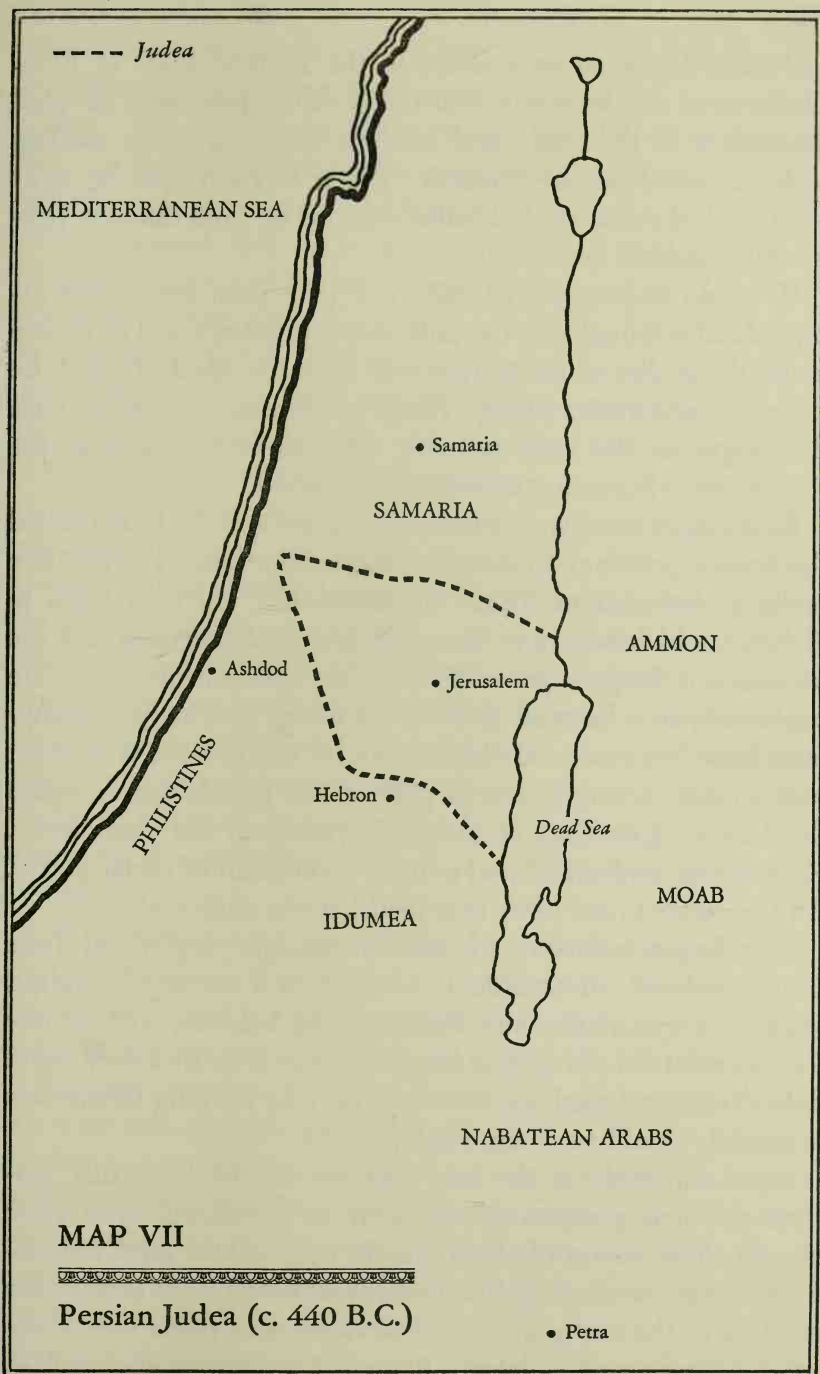 Judea
MEDITERRANEAN SEA
Samaria
SAMARIA
AMMON
Ashdod
Jerusalem
PHILISTINES
Hebron
Dead Sea
MOAB
IDUMEA
NABATEAN ARABS
MAP VII
Persian Judea (c. 440 B.C.)
Petra